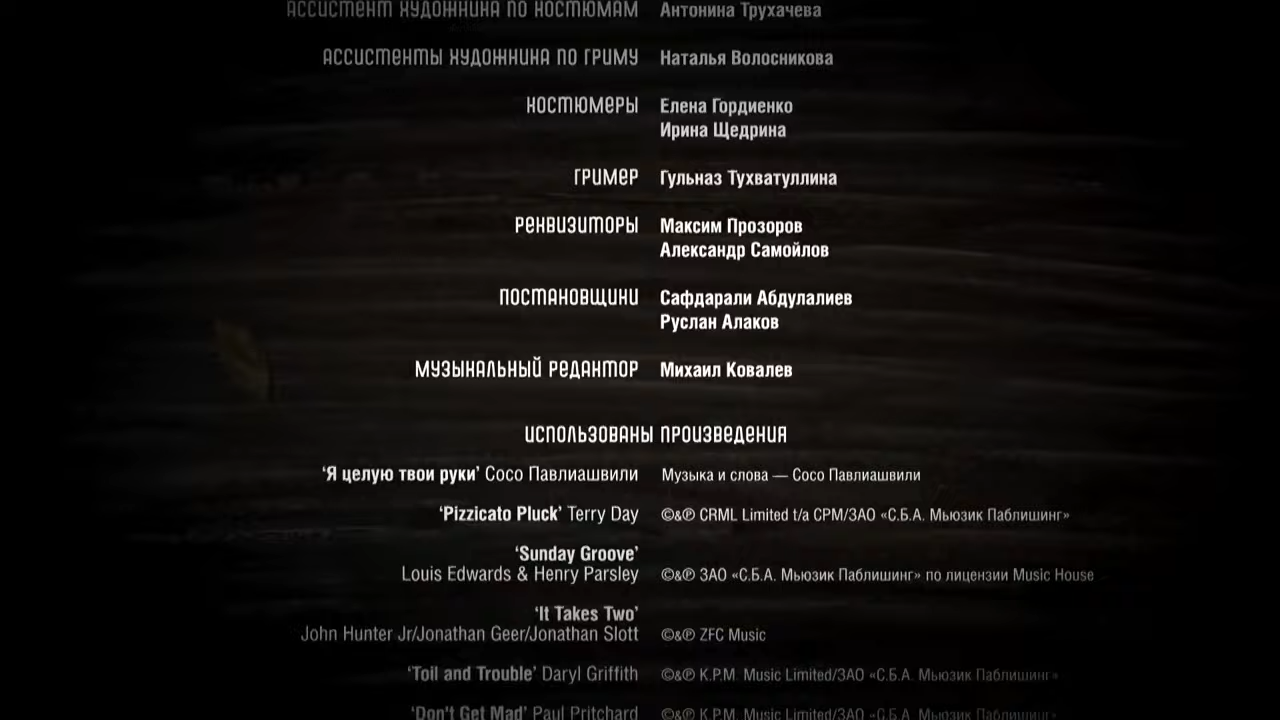 АССИСТЕНТ ХУДОЖНИКА ПО КОСТЮМАМ Антонина Трухачева
АССИСТЕНТЫ ХУДОЖНИКА ПО ГРИМУ Наталья Волосникова
КОСТЮМЕРЫ Елена Гордиенко
Ирина Щедрина
ГРИМЕР Гульназ Тухватуллина
РЕКВИЗИТОРЫ Максим Прозоров
Александр Самойлов
ПОСТАНОВЩИКИ Сафдарали Абдулалиев
Руслан Алаков
МУЗЫКАЛЬНЫЙ РЕДАКТОР Михаил Ковалев
ИСПОЛЬЗОВАНЫ ПРОИЗВЕДЕНИЯ
‘Я целую твои руки’ Сосо Павлиашвили Музыка и слова — Сосо Павлиашвили
‘Pizzicato Pluck’ Terry Day ©&℗ CRML Limited t/a CPM/ЗАО «С.Б.А. Мьюзик Паблишинг»
‘Sunday Groove’
Louis Edwards & Henry Parsley ©&℗ ЗАО «С.Б.А. Мьюзик Паблишинг» по лицензии Music House
‘It Takes Two’
John Hunter Jr/Jonathan Geer/Jonathan Slott ©&℗ ZFC Music
‘Toil and Trouble’ Daryl Griffith ©&℗ K.P.M. Music Limited/ЗАО «С.Б.А. Мьюзик Паблишинг»
‘Don't Get Mad’ Paul Pritchard ©&℗ K.P.M. Music Limited/ЗАО «С.Б.А. Мьюзик Паблишинг»